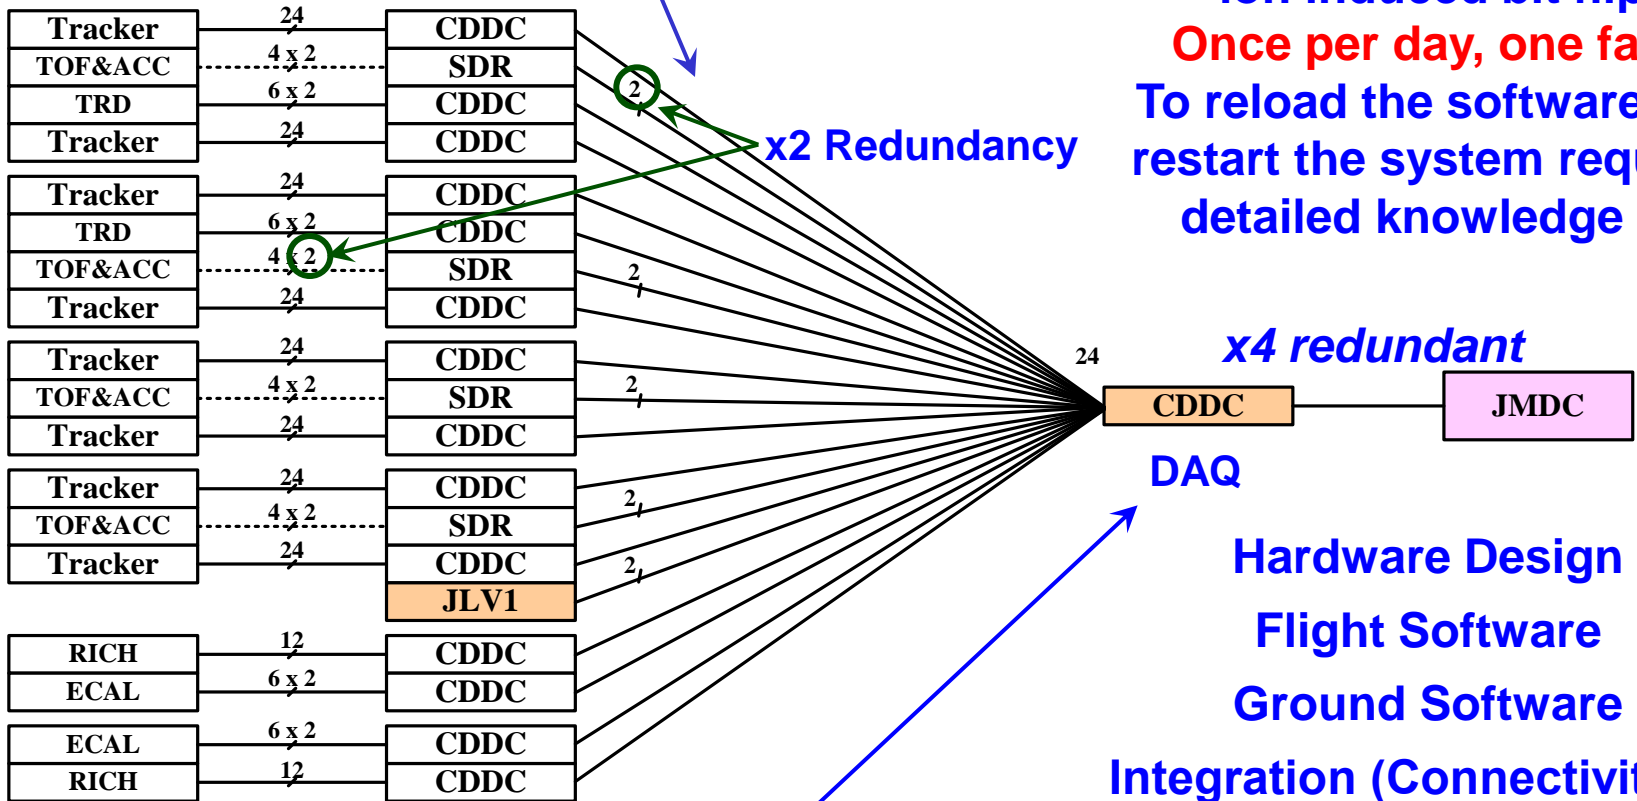 Tracker 24 CDDC
TOF&ACC 4 x 2 SDR
TRD 6 x 2 CDDC
Tracker 24 CDDC
2
x2 Redundancy
Tracker 24 CDDC
TRD 6 x 2 CDDC
TOF&ACC 4 x 2 SDR
Tracker 24 CDDC
2
Tracker 24 CDDC
TOF&ACC 4 x 2 SDR
Tracker 24 CDDC
2
Tracker 24 CDDC
TOF&ACC 4 x 2 SDR
Tracker 24 CDDC
JLV1
2
2
RICH 12 CDDC
ECAL 6 x 2 CDDC
ECAL 6 x 2 CDDC
RICH 12 CDDC
bit
Once per day, one
To reload the software
restart the system
detailed knowledge
x4 redundant
24
CDDC
JMDC
DAQ
Hardware Design
Flight Software
Ground Software
Integration